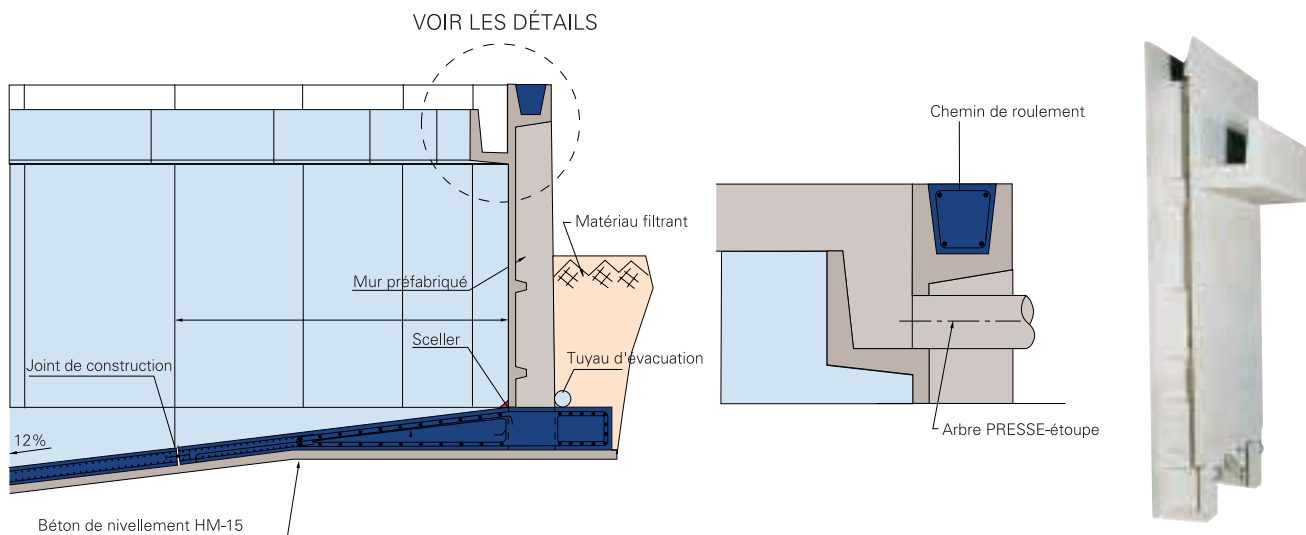 VOIR LES DÉTAILS
Chemin de roulement
Matériau filtrant
Mur préfabriqué
Sceller
Joint de construction
Tuyau d'évacuation
12%
Arbre PRESSE-étoupe
Béton de nivellement HM-15